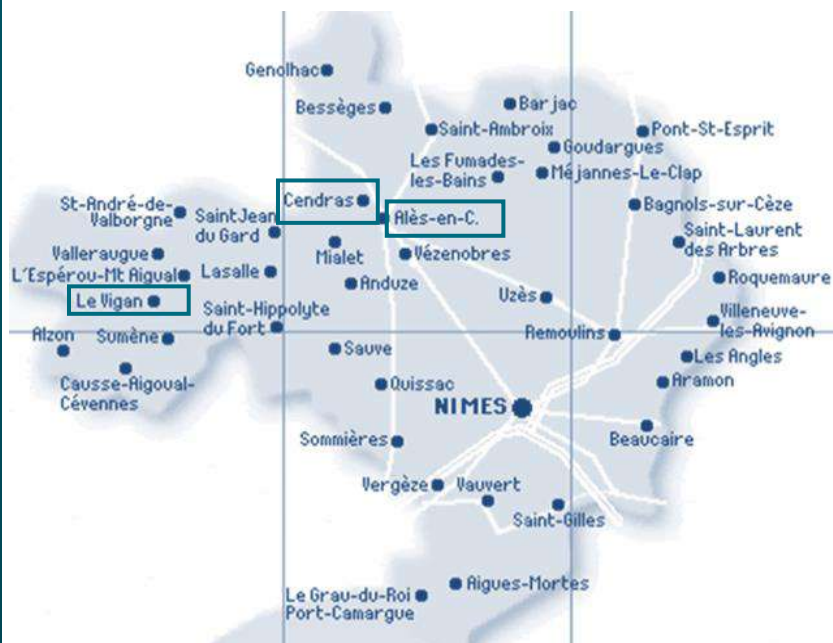 Genolhac
Bessèges
Barjac
Saint-Ambroix
Pont-St-Esprit
Goudargues
Les Fumades-
les-Bains
Méjannes-Le-Clap
Cendras
St-André-de-
Valborgne
Saint Jean
du Gard
Alès-en-C.
Bagnols-sur-Cèze
Saint-Laurent
des Arbres
Valleraugue
Mialet
Vézenobres
L'Espérou-Mt Aigual
Lasalle
Anduze
Roquemaure
Le Vigan
Uzès
Saint-Hippolyte
du Fort
Villeneuve-
les-Avignon
Alzon
Sumène
Remoulins
Sauve
Les Angles
Causse-Aigoual-
Cévennes
Quissac
Aramon
NIMES
Sommières
Beaucaire
Vergèze
Vauvert
Saint-Gilles
Aigues-Mortes
Le Grau-du-Roi
Port-Camargue